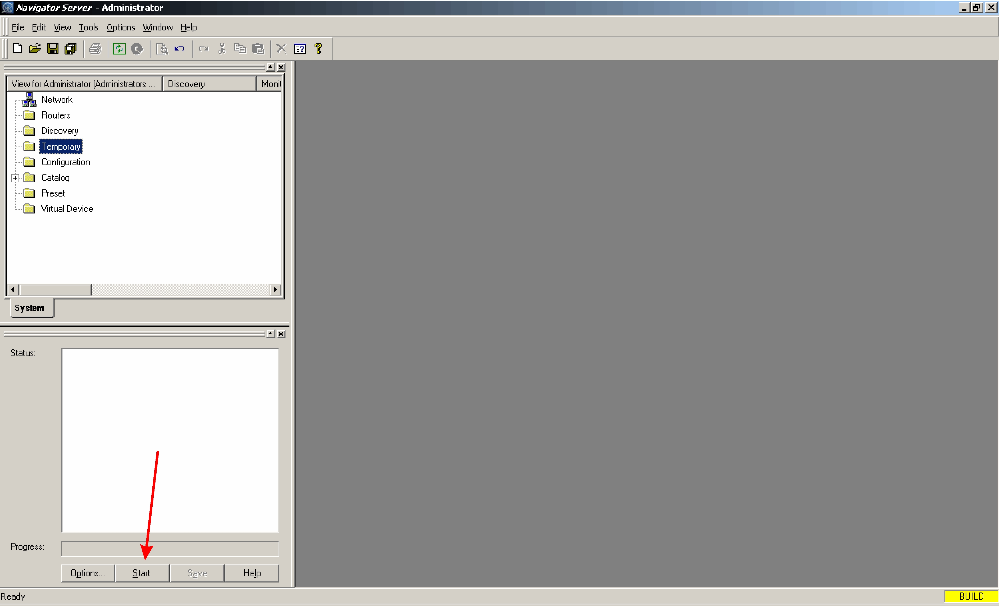 Navigator Server - Administrator
File Edit View Tools Options Window Help
View for Administrator (Administrators ... Discovery Monit
Network
Routers
Discovery
Temporary
Configuration
Catalog
Preset
Virtual Device
System
Status:
Progress:
Options... Start Save Help
Ready BUILD